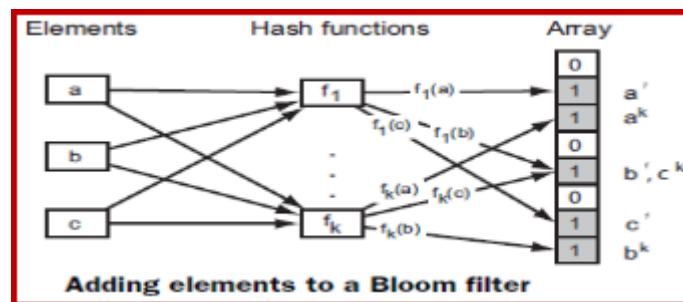 Elements Hash functions Array
0
a f1 f1(a) 1 a′
1 aᵏ
f1(c) f1(b) 0
b 1 b′,cᵏ
fk(a) fk(c) 0
c fk fk(b) 1 c′
1 bᵏ
Adding elements to a Bloom filter